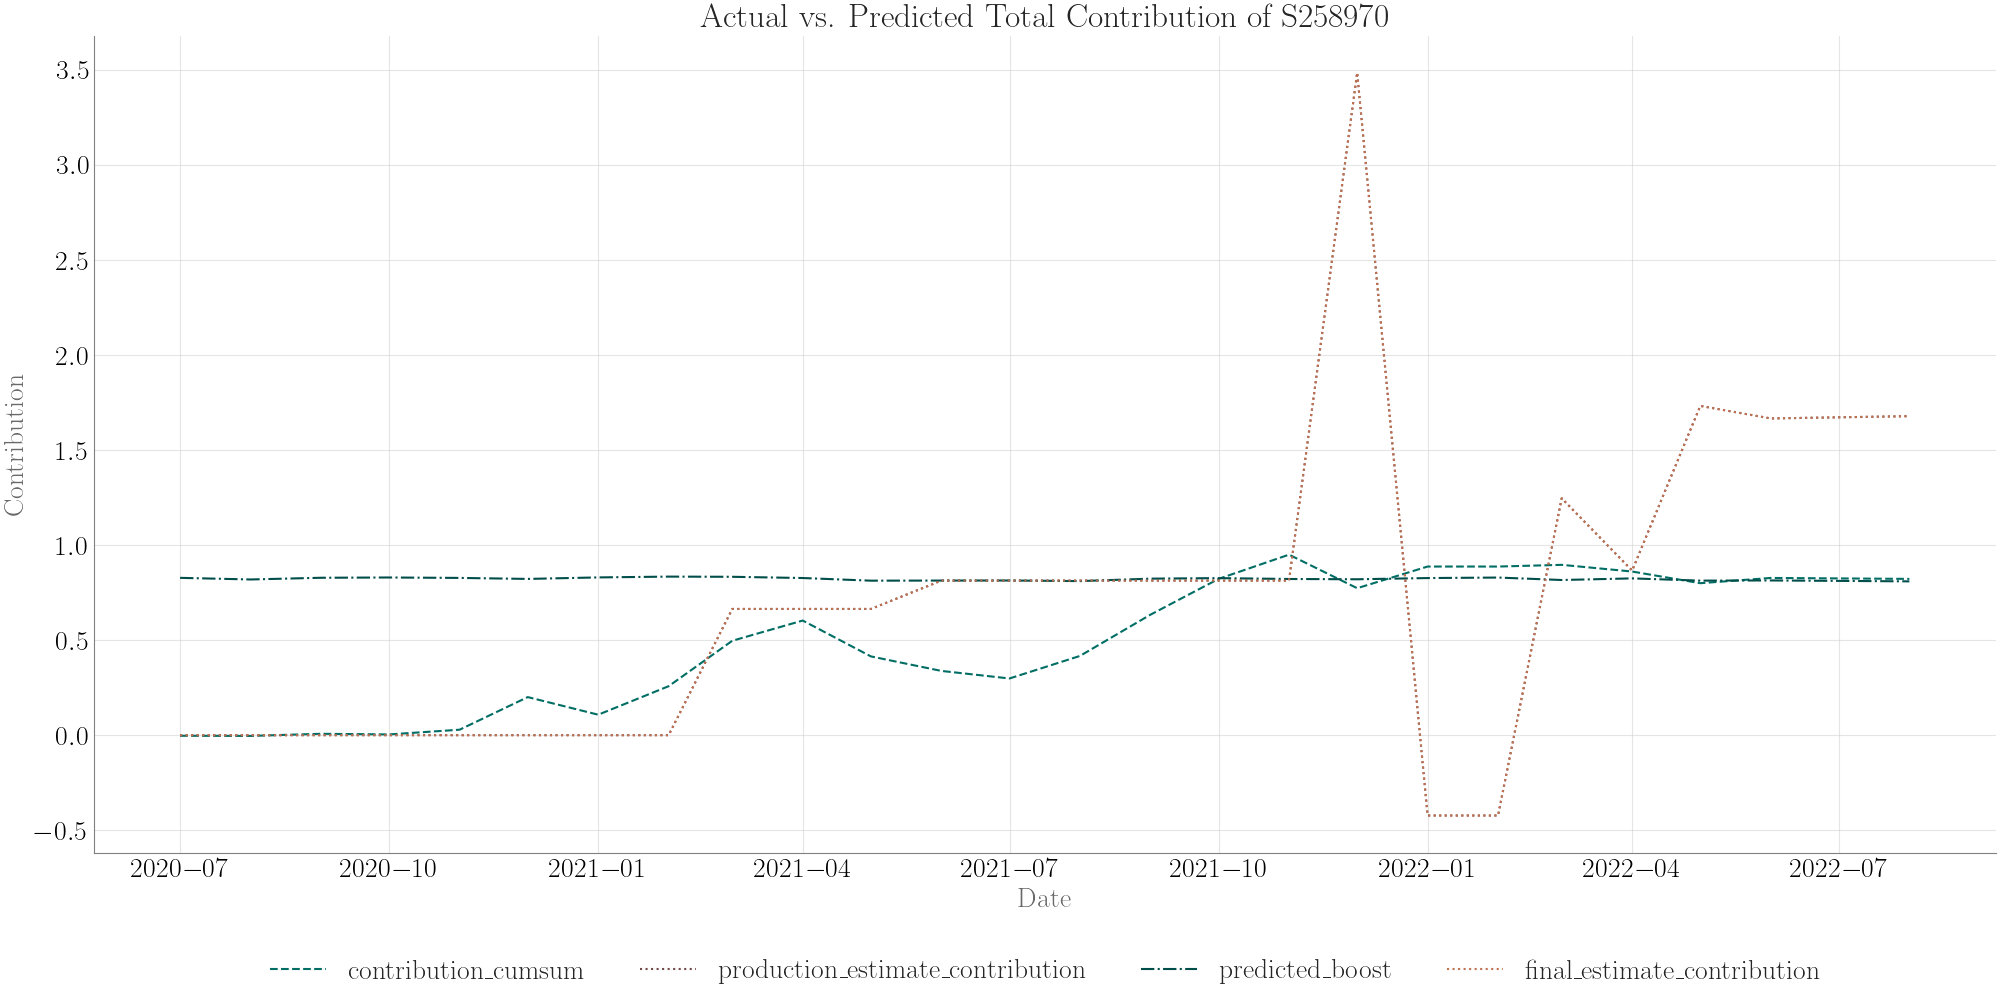 Actual vs. Predicted Total Contribution of S258970
Contribution
3.5
3.0
2.5
2.0
1.5
1.0
0.5
0.0
−0.5
2020−07 2020−10 2021−01 2021−04 2021−07 2021−10 2022−01 2022−04 2022−07
Date
contribution_cumsum production_estimate_contribution predicted_boost final_estimate_contribution